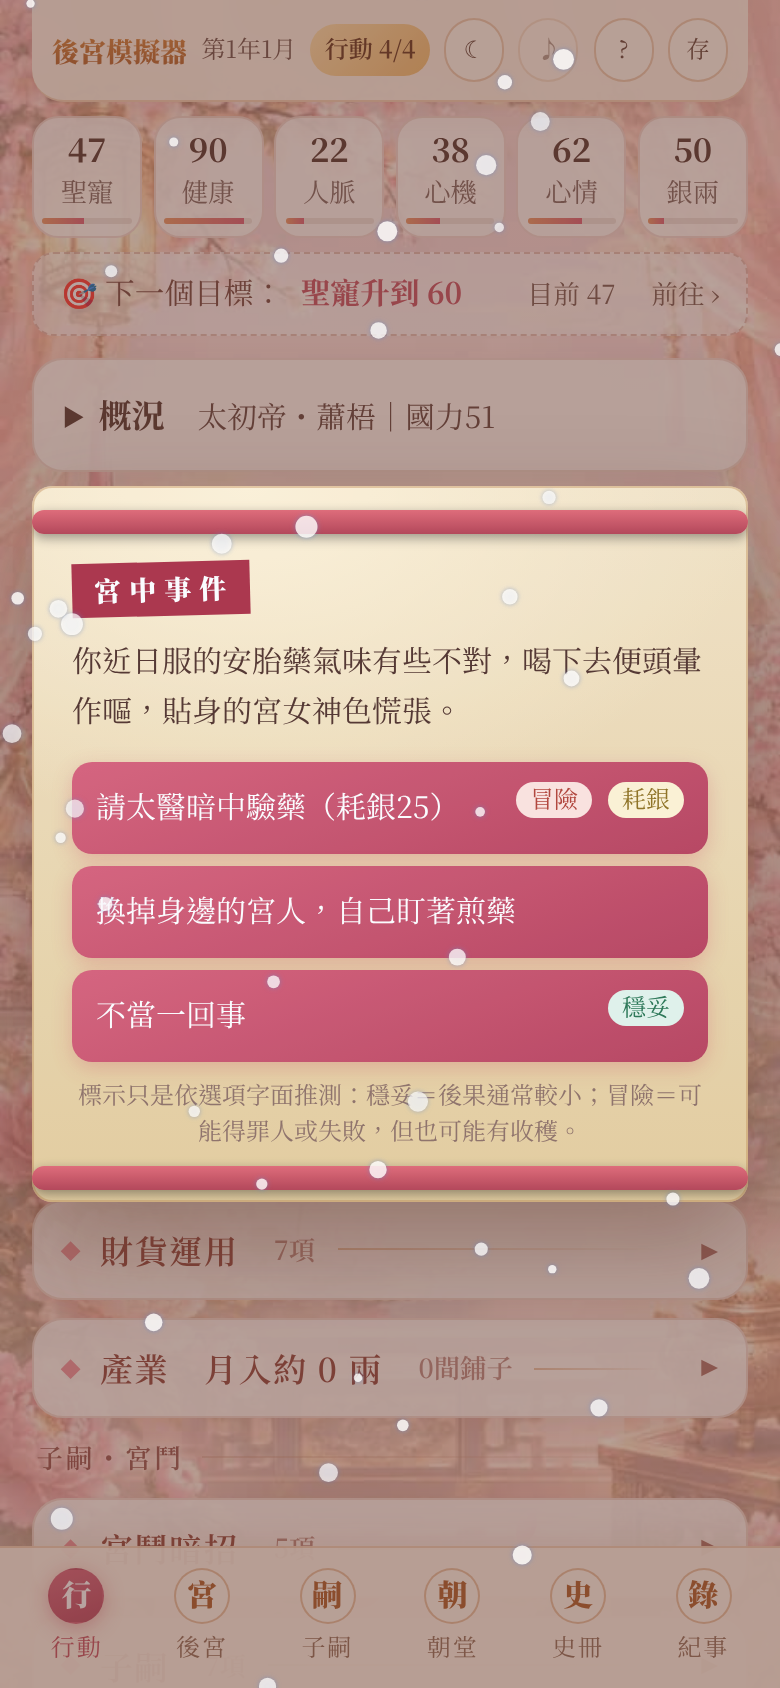 後宮模擬器 第1年1月 行動 4/4 ☾ ♪ ? 存
47 90 22 38 62 50
聖寵 健康 人脈 心機 心情 銀兩
🎯 下一個目標： 聖寵升到 60 目前 47 前往 ›
▶ 概況 太初帝・蕭梧｜國力51
宮中事件
你近日服的安胎藥氣味有些不對，喝下去便頭暈
作嘔，貼身的宮女神色慌張。
請太醫暗中驗藥（耗銀25） 冒險 耗銀
換掉身邊的宮人，自己盯著煎藥
不當一回事 穩妥
標示只是依選項字面推測：穩妥＝後果通常較小；冒險＝可
能得罪人或失敗，但也可能有收穫。
◆ 財貨運用 7項 ▶
◆ 產業 月入約 0 兩 0間鋪子 ▶
子嗣・宮鬥
宮鬥暗招 5項
行 宮 嗣 朝 史 錄
行動 後宮 子嗣 朝堂 史冊 紀事